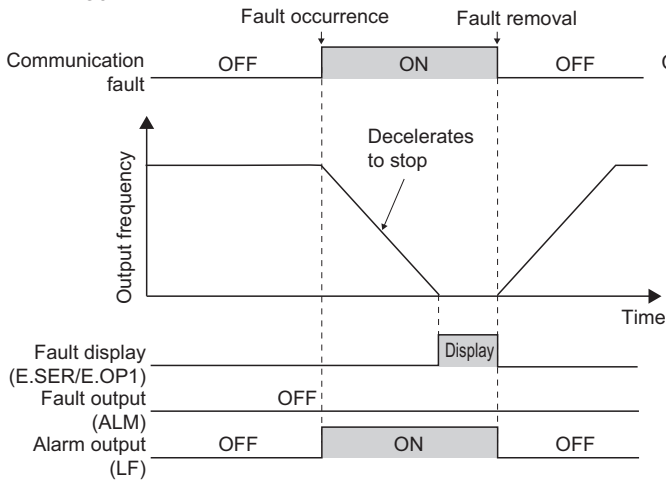 Fault occurrence
Fault removal
Communication
fault
OFF
ON
OFF
Output frequency
Decelerates
to stop
Time
Fault display
(E.SER/E.OP1)
Display
Fault output
(ALM)
OFF
Alarm output
(LF)
OFF
ON
OFF